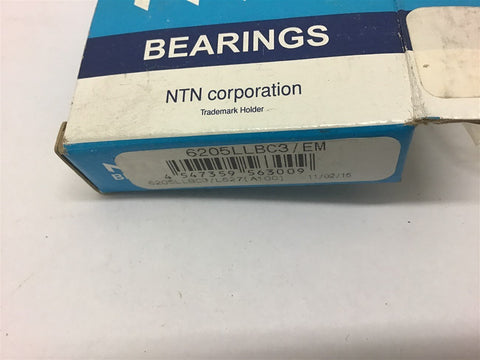 BEARINGS
NTN corporation
Trademark Holder
6205LLBC3/EM
4 547359 563009
6205LLBC3/L627(A100) 11/02/16